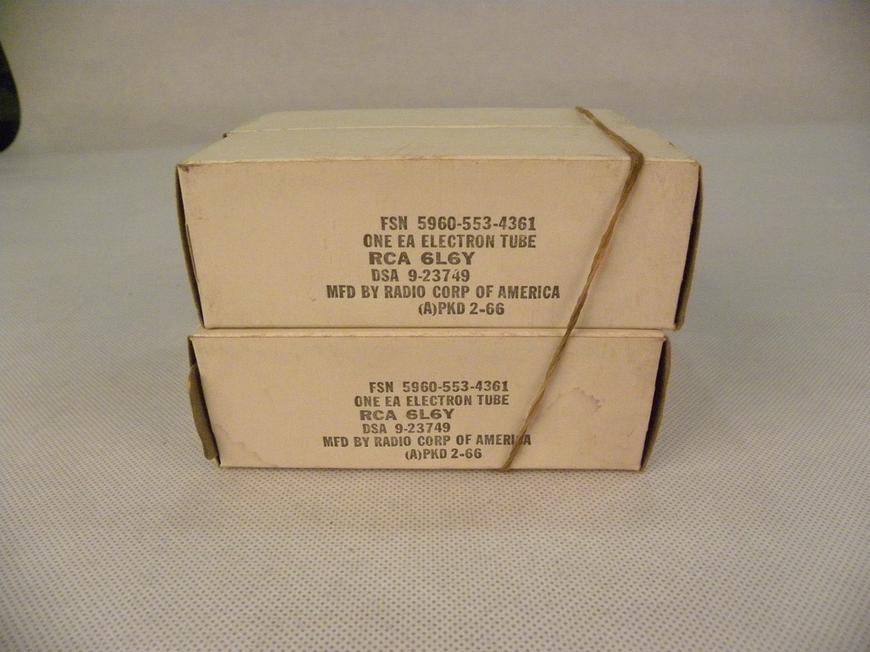 FSN 5960-553-4361
ONE EA ELECTRON TUBE
RCA 6L6Y
DSA 9-23749
MFD BY RADIO CORP OF AMERICA
(A)PKD 2-66
FSN 5960-553-4361
ONE EA ELECTRON TUBE
RCA 6L6Y
DSA 9-23749
MFD BY RADIO CORP OF AMERICA
(A)PKD 2-66